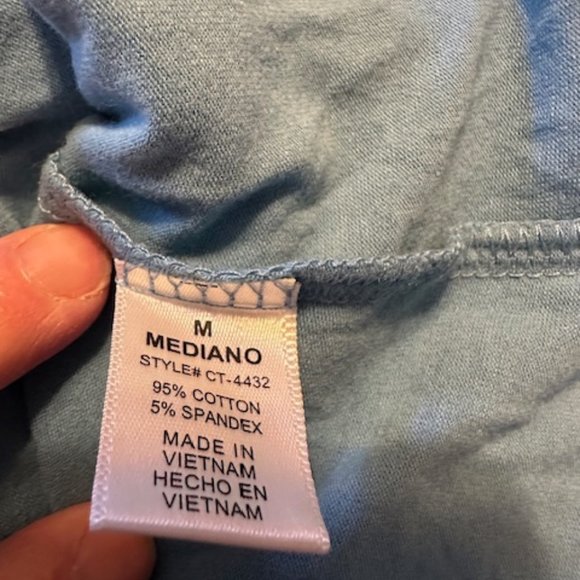 M
MEDIANO
STYLE# CT-4432
95% COTTON
5% SPANDEX
MADE IN
VIETNAM
HECHO EN
VIETNAM